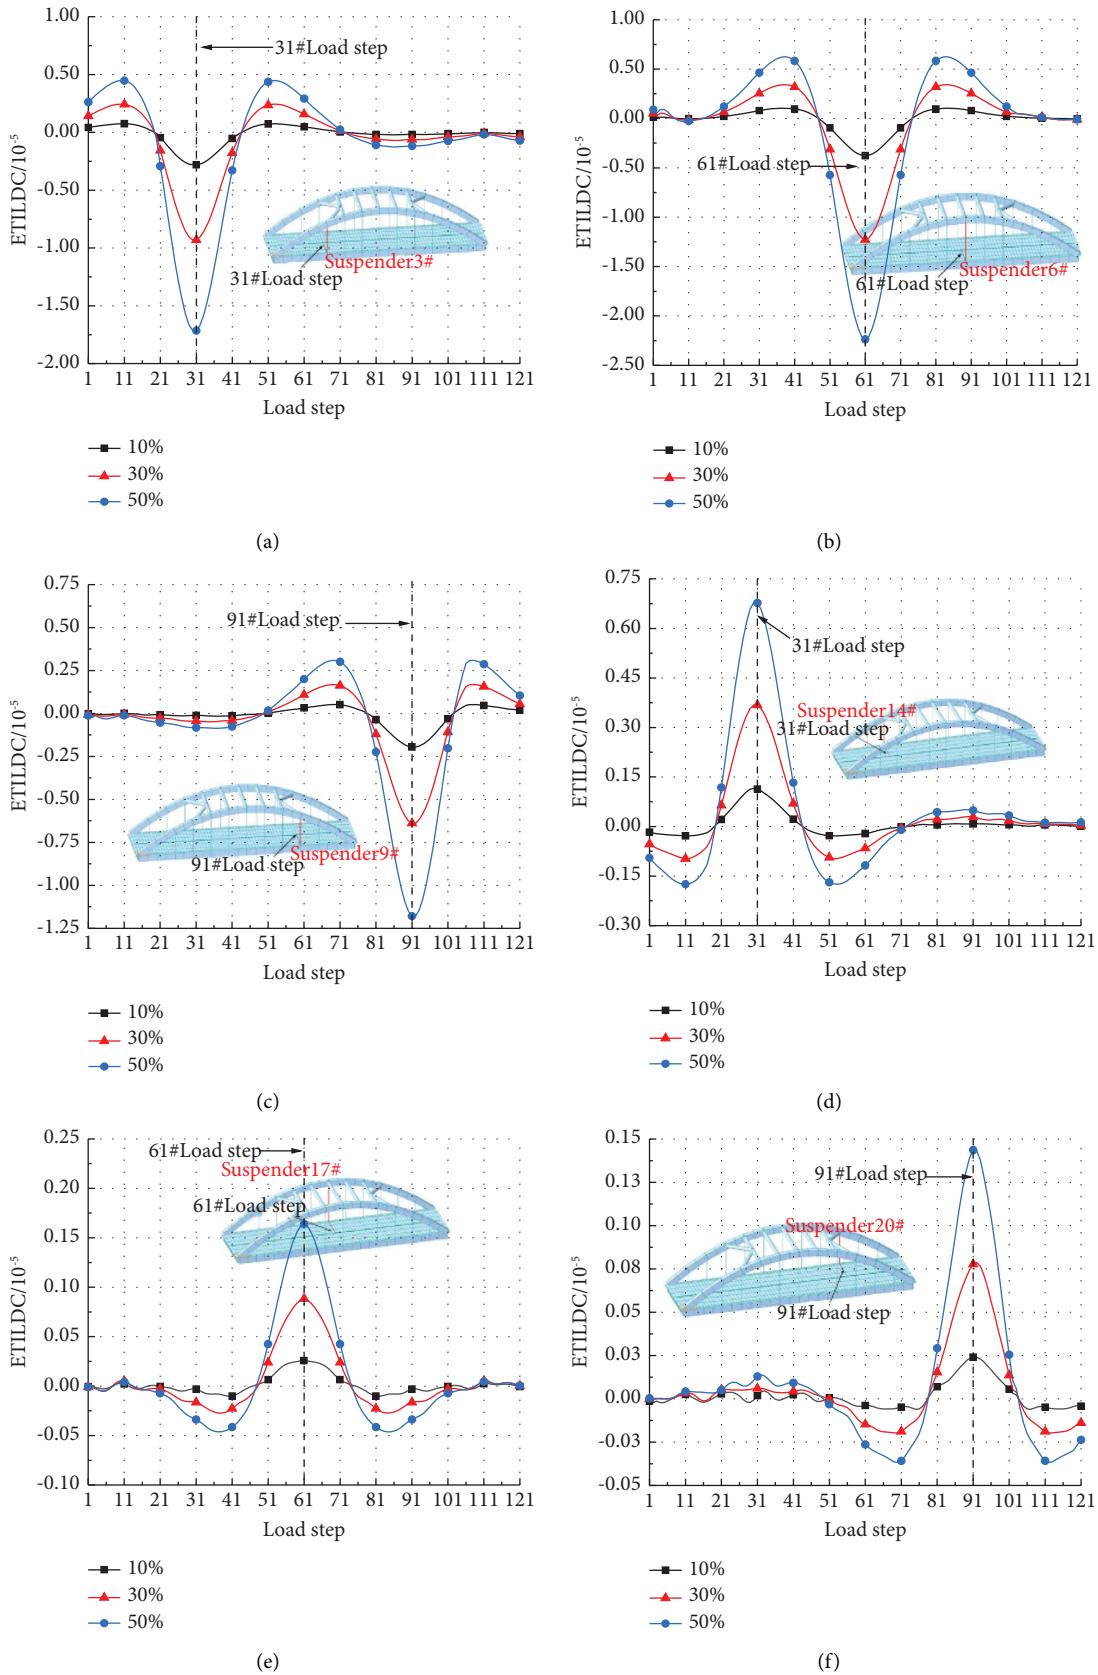 1.00
0.50
0.00
-0.50
-1.00
-1.50
-2.00
ETILDC/10-5
31#Load step
Suspender3#
31#Load step
1 11 21 31 41 51 61 71 81 91 101 111 121
Load step
10%
30%
50%
(a)
1.00
0.50
0.00
-0.50
-1.00
-1.50
-2.00
-2.50
ETILDC/10-5
61#Load step
Suspender6#
61#Load step
1 11 21 31 41 51 61 71 81 91 101 111 121
Load step
10%
30%
50%
(b)
0.75
0.50
0.25
0.00
-0.25
-0.50
-0.75
-1.00
-1.25
ETILDC/10-5
91#Load step
Suspender9#
91#Load step
1 11 21 31 41 51 61 71 81 91 101 111 121
Load step
10%
30%
50%
(c)
0.75
0.60
0.45
0.30
0.15
0.00
-0.15
-0.30
ETILDC/10-5
31#Load step
Suspender14#
31#Load step
1 11 21 31 41 51 61 71 81 91 101 111 121
Load step
10%
30%
50%
(d)
0.25
0.20
0.15
0.10
0.05
0.00
-0.05
-0.10
ETILDC/10-5
61#Load step
Suspender17#
61#Load step
1 11 21 31 41 51 61 71 81 91 101 111 121
Load step
10%
30%
50%
(e)
0.15
0.13
0.10
0.08
0.05
0.03
0.00
-0.03
-0.05
ETILDC/10-5
91#Load step
Suspender20#
91#Load step
1 11 21 31 41 51 61 71 81 91 101 111 121
Load step
10%
30%
50%
(f)